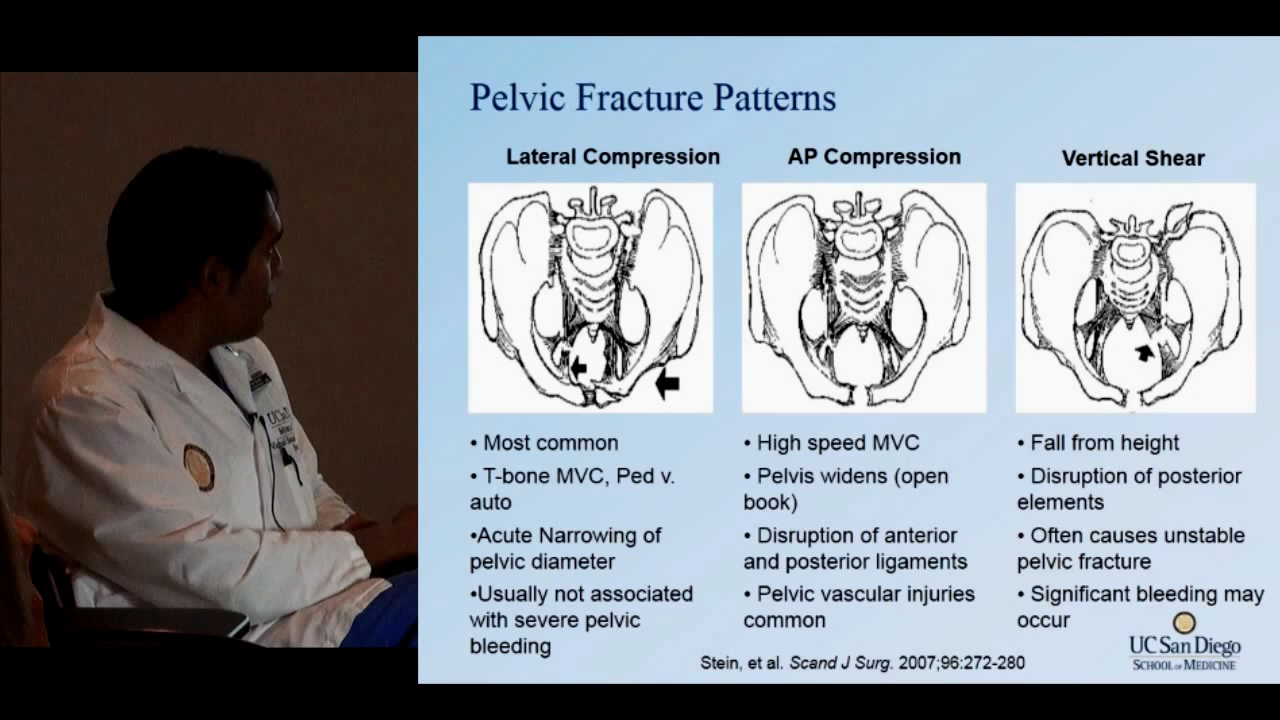 Pelvic Fracture Patterns
Lateral Compression
• Most common
• T-bone MVC, Ped v.
auto
•Acute Narrowing of
pelvic diameter
•Usually not associated
with severe pelvic
bleeding
AP Compression
• High speed MVC
• Pelvis widens (open
book)
• Disruption of anterior
and posterior ligaments
• Pelvic vascular injuries
common
Vertical Shear
• Fall from height
• Disruption of posterior
elements
• Often causes unstable
pelvic fracture
• Significant bleeding may
occur
Stein, et al. Scand J Surg. 2007;96:272-280
UC San Diego
SCHOOL OF MEDICINE